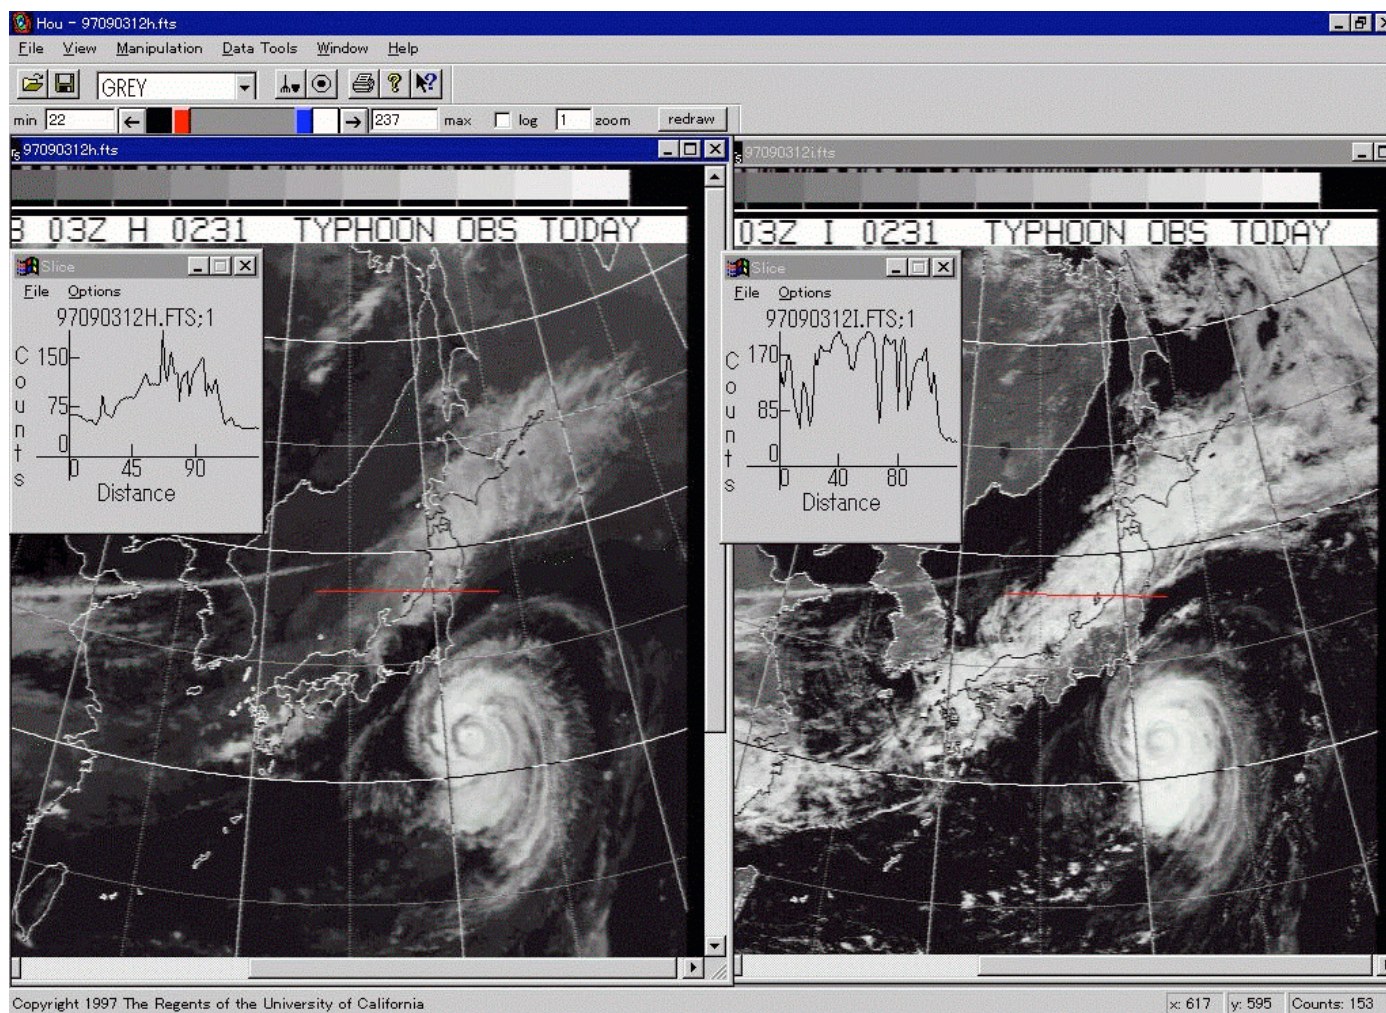 Hou - 97090312h.fts
File View Manipulation Data Tools Window Help
GREY
min 22 237 max log 1 zoom redraw
97090312h.fts
97090312i.fts
03Z H 0231 TYPHOON OBS TODAY
03Z I 0231 TYPHOON OBS TODAY
Slice
File Options
97090312H.FTS;1
Counts
150
75
0
0 45 90
Distance
Slice
File Options
97090312I.FTS;1
Counts
170
85
0
0 40 80
Distance
Copyright 1997 The Regents of the University of California
x: 617 y: 595 Counts: 153